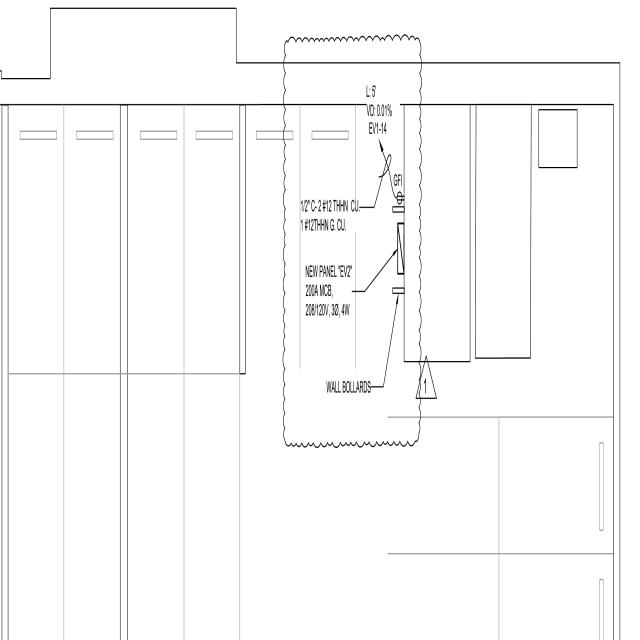 L: 5'
VD: 0.01%
EV1-14
GFI
1/2" C- 2 #12 THHN CU.
1 #12THHN G. CU.
NEW PANEL "EV2"
200A MCB,
208/120V, 3Ø, 4W
WALL BOLLARDS
1